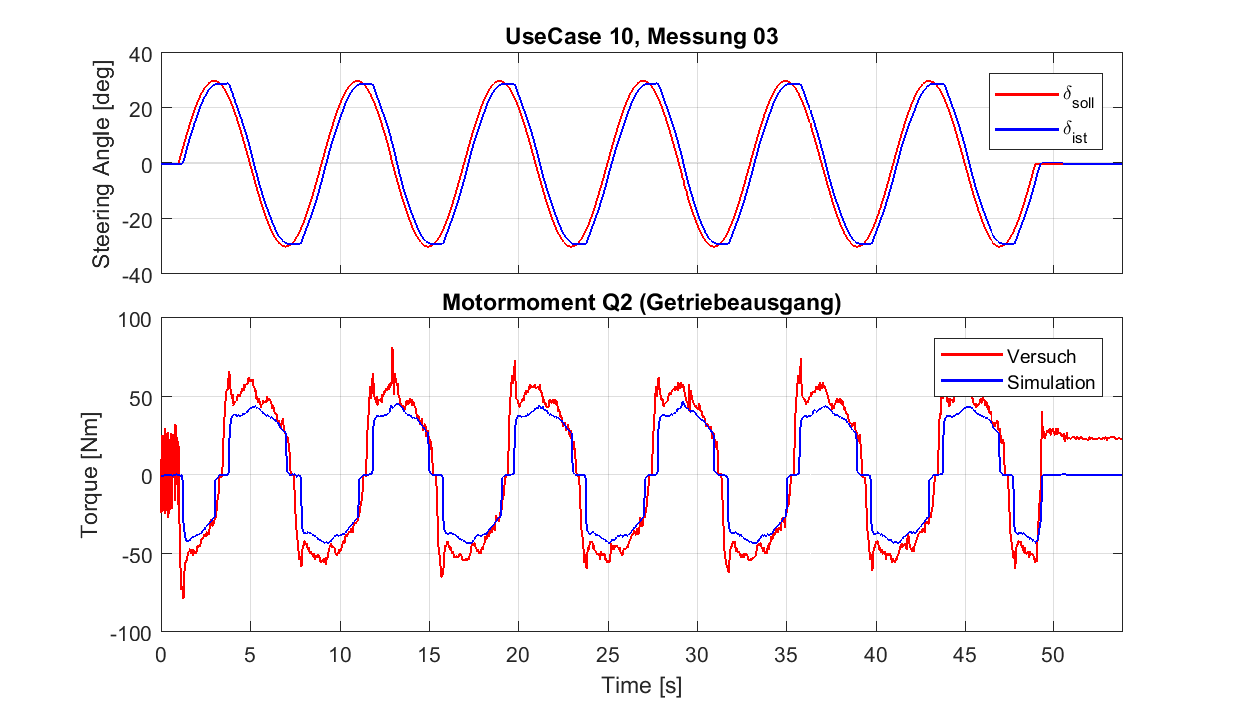 UseCase 10, Messung 03
Steering Angle [deg]
40
20
0
-20
-40
δsoll
δist
Motormoment Q2 (Getriebeausgang)
Torque [Nm]
100
50
0
-50
-100
Versuch
Simulation
0 5 10 15 20 25 30 35 40 45 50
Time [s]